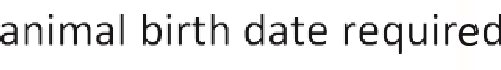 animal birth date required